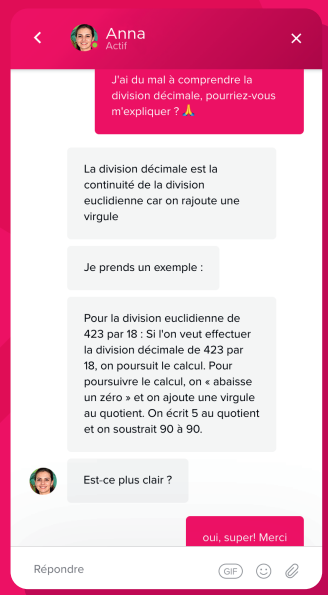 Anna
Actif
J'ai du mal à comprendre la
division décimale, pourriez-vous
m'expliquer ? 🙏
La division décimale est la
continuité de la division
euclidienne car on rajoute une
virgule
Je prends un exemple :
Pour la division euclidienne de
423 par 18 : Si l'on veut effectuer
la division décimale de 423 par
18, on poursuit le calcul. Pour
poursuivre le calcul, on « abaisse
un zéro » et on ajoute une virgule
au quotient. On écrit 5 au quotient
et on soustrait 90 à 90.
Est-ce plus clair ?
oui, super! Merci
Répondre
GIF